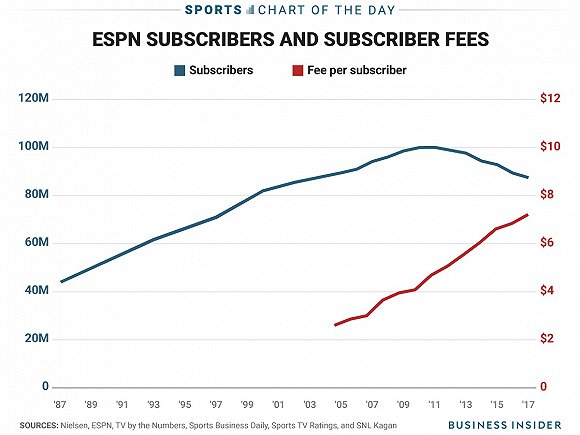 SPORTS CHART OF THE DAY
ESPN SUBSCRIBERS AND SUBSCRIBER FEES
Subscribers Fee per subscriber
120M $12
100M $10
80M $8
60M $6
40M $4
20M $2
0 0
'87 '89 '91 '93 '95 '97 '99 '01 '03 '05 '07 '09 '11 '13 '15 '17
SOURCES: Nielsen, ESPN, TV by the Numbers, Sports Business Daily, Sports TV Ratings, and SNL Kagan BUSINESS INSIDER